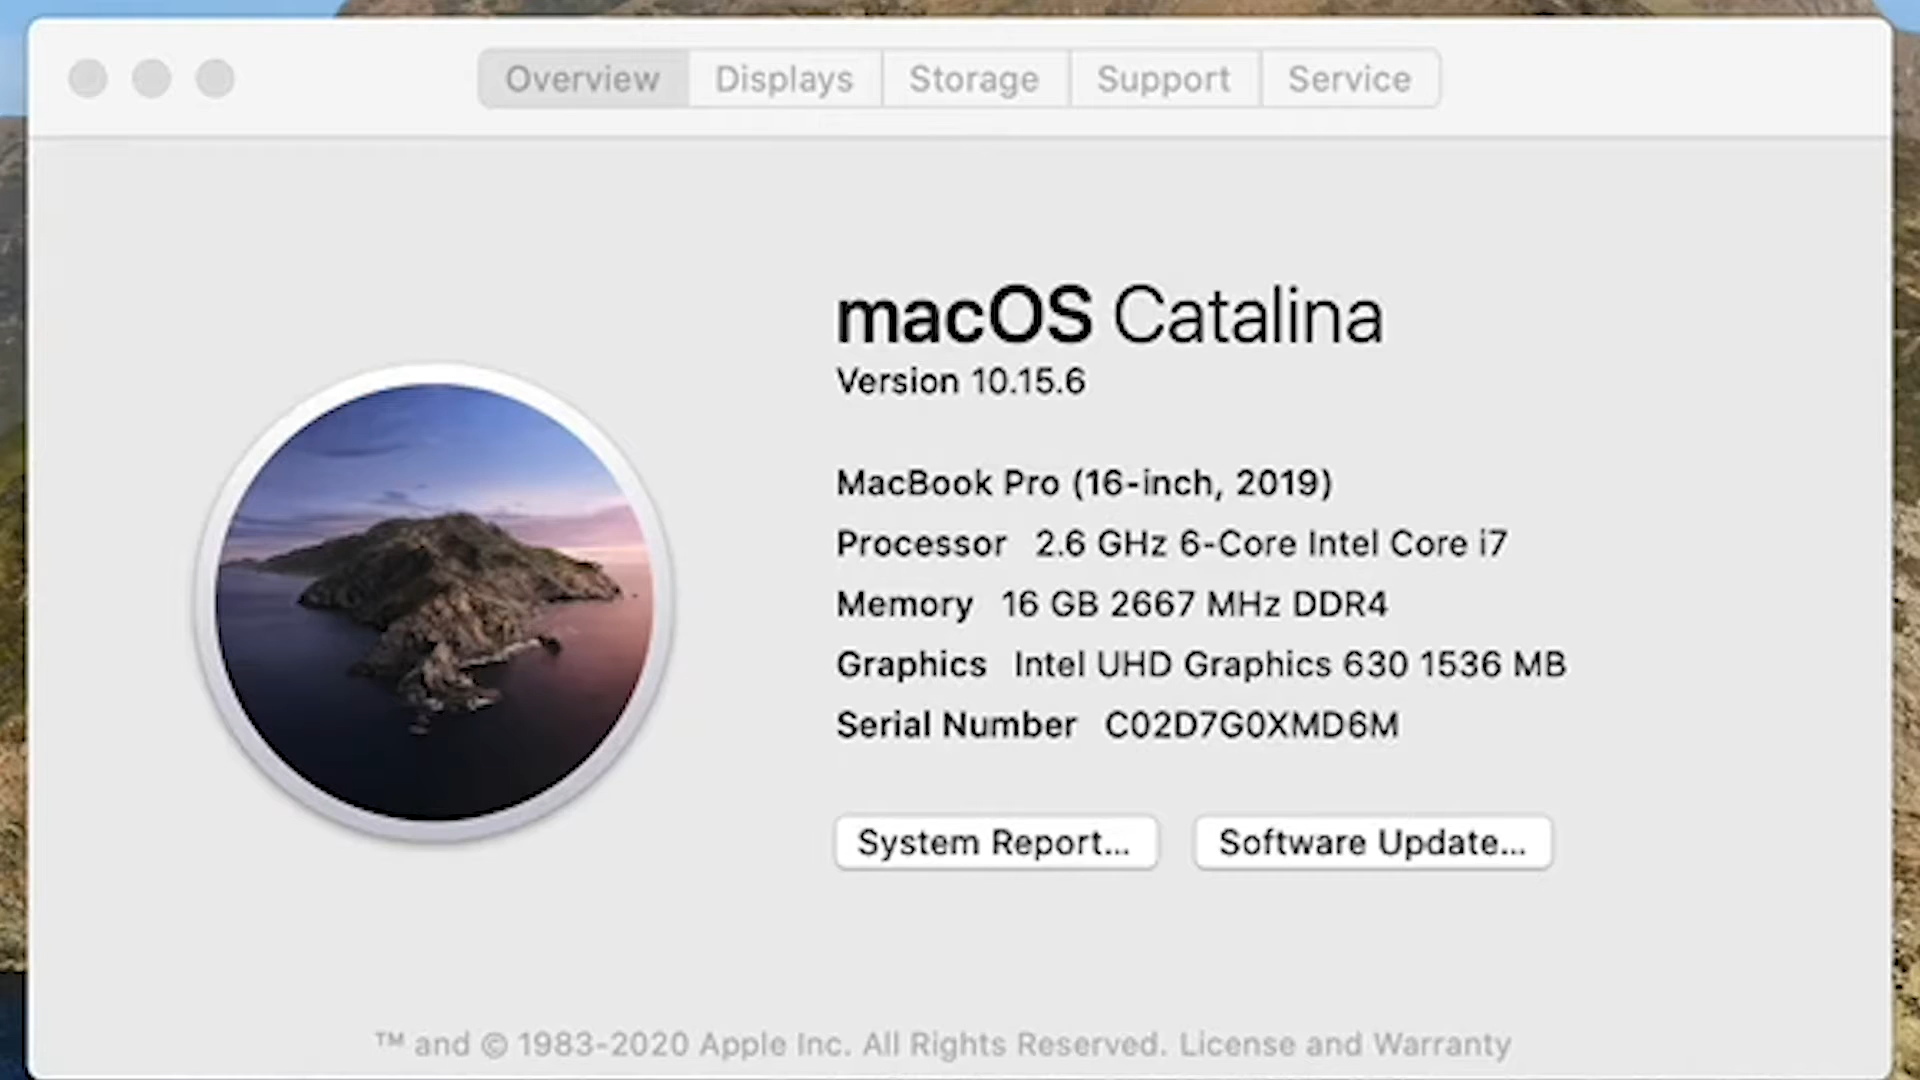 Overview Displays Storage Support Service
macOS Catalina
Version 10.15.6
MacBook Pro (16-inch, 2019)
Processor 2.6 GHz 6-Core Intel Core i7
Memory 16 GB 2667 MHz DDR4
Graphics Intel UHD Graphics 630 1536 MB
Serial Number C02D7G0XMD6M
System Report... Software Update...
™ and © 1983-2020 Apple Inc. All Rights Reserved. License and Warranty